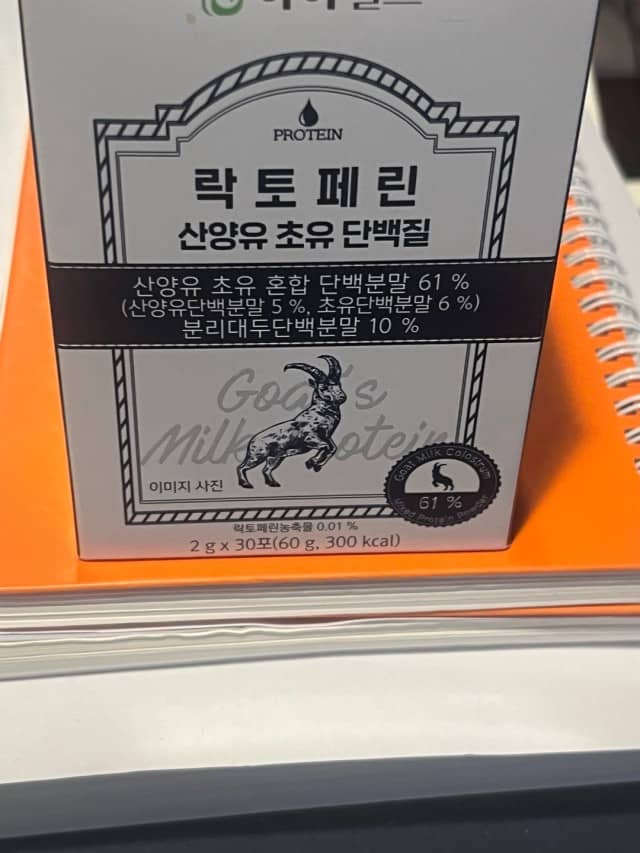 PROTEIN
락토페린
산양유 초유 단백질
산양유 초유 혼합 단백분말 61 %
(산양유단백분말 5 %, 초유단백분말 6 %)
분리대두단백분말 10 %
Goat's
Milk Protein
이미지 사진
Goat Milk Colostrum
61 %
Mixed Protein Powder
락토페린농축물 0.01 %
2 g x 30포(60 g, 300 kcal)